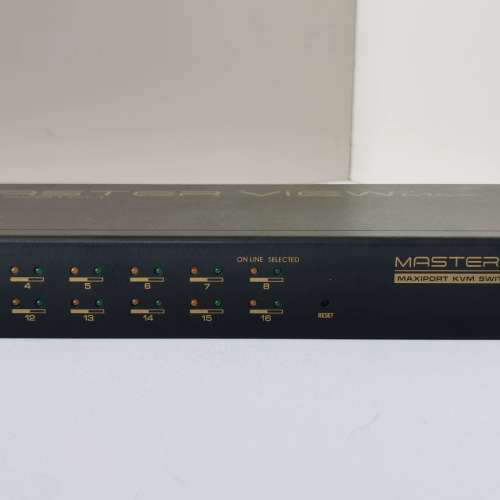 MASTER VIEW
ON LINE SELECTED
4 5 6 7 8
MASTER
MAXIPORT KVM SWIT
12 13 14 15 16
RESET